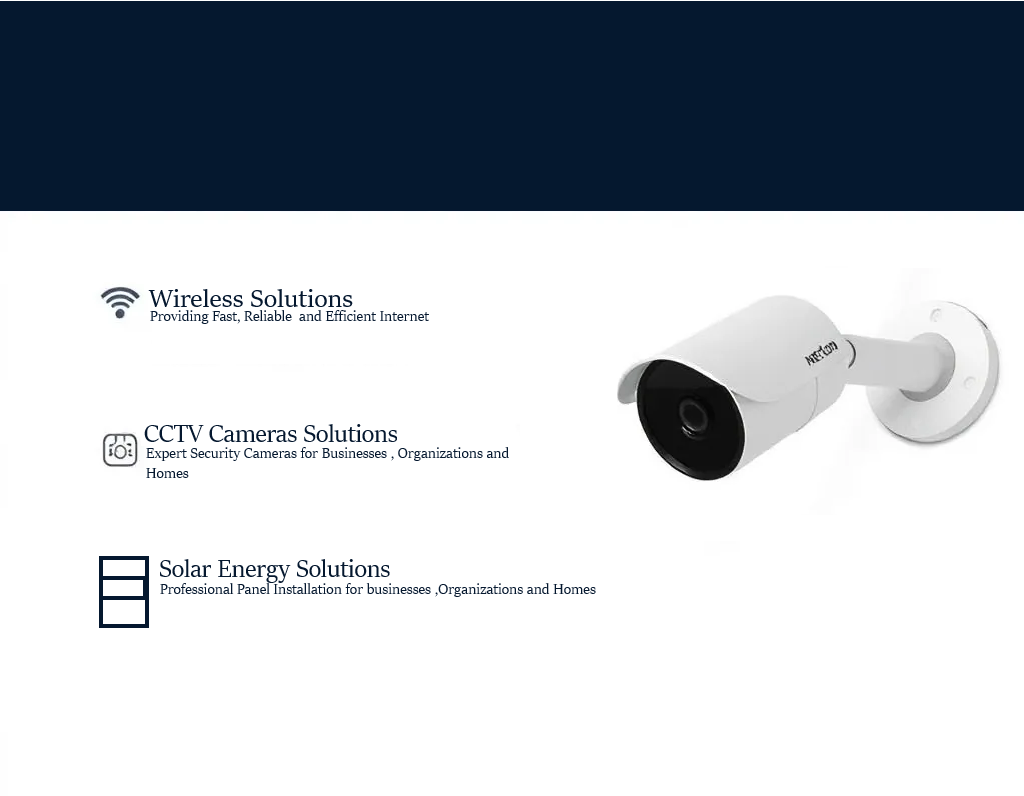 Wireless Solutions
Providing Fast, Reliable  and Efficient Internet
CCTV Cameras Solutions
Expert Security Cameras for Businesses , Organizations and
Homes
Solar Energy Solutions
Professional Panel Installation for businesses ,Organizations and Homes